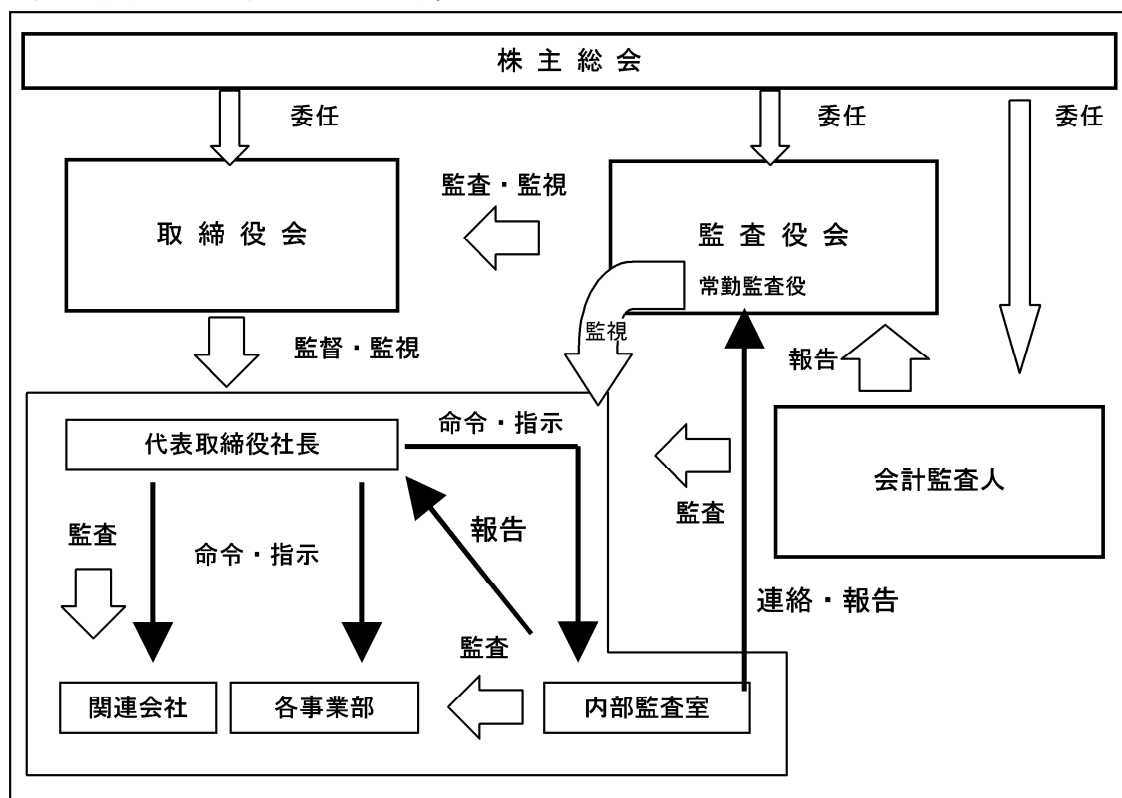 株主総会
委任
委任
委任
監査・監視
取締役会
監査役会
常勤監査役
監視
監督・監視
報告
代表取締役社長
命令・指示
会計監査人
監査
報告
監査
命令・指示
連絡・報告
監査
関連会社
各事業部
内部監査室